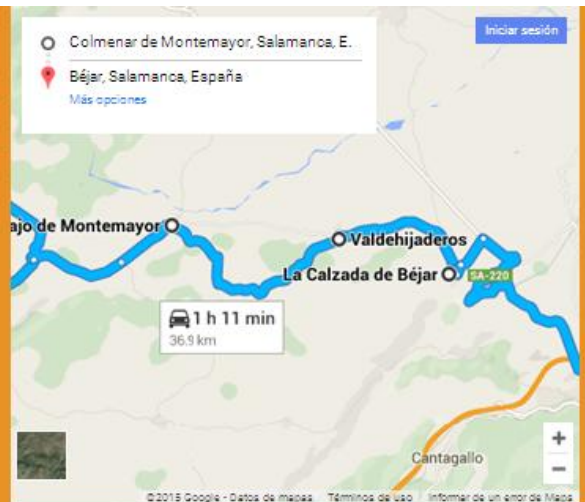 Colmenar de Montemayor, Salamanca, E.
Béjar, Salamanca, España
Más opciones
Iniciar sesión
ajo de Montemayor
Valdehijaderos
La Calzada de Béjar
SA-220
1 h 11 min
36.9 km
Cantagallo
+
−
©2015 Google - Datos de mapas Términos de uso Informar de un error de Maps